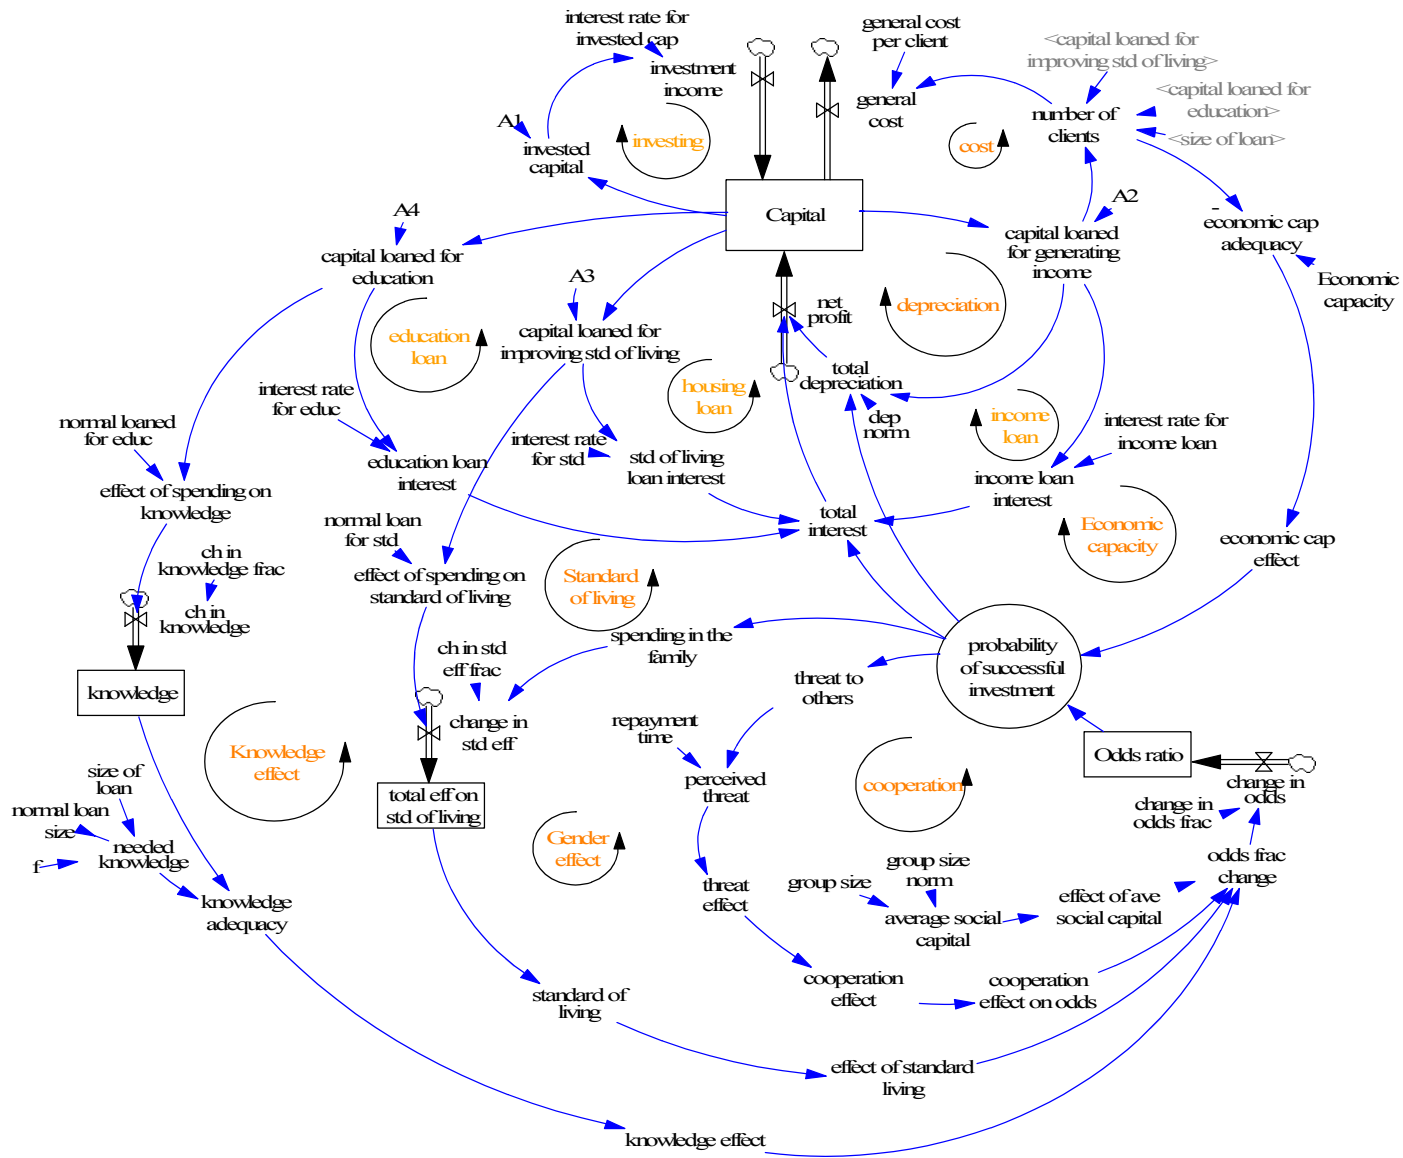 interest rate for
invested cap
investment
income
general cost
per client
<capital loaned for
improving std of living>
<capital loaned for
education>
<size of loan>
general
cost
number of
clients
A1
invested
capital
investing
cost
Capital
A4
A2
capital loaned for
education
capital loaned
for generating
income
economic cap
adequacy
Economic
capacity
A3
net
profit
depreciation
education
loan
capital loaned for
improving std of living
total
depreciation
housing
loan
dep
norm
income
loan
interest rate
for educ
normal loaned
for educ
interest rate for
income loan
interest rate
for std
education loan
interest
std of living
loan interest
income loan
interest
effect of spending on
knowledge
total
interest
normal loan
for std
Economic
capacity
economic cap
effect
ch in
knowledge frac
effect of spending on
standard of living
Standard
of living
ch in
knowledge
spending in the
family
probability
of successful
investment
ch in std
eff frac
threat to
others
knowledge
change in
std eff
repayment
time
Knowledge
effect
Odds ratio
size of
loan
perceived
threat
cooperation
change in
odds
total eff on
std of living
normal loan
size
change in
odds frac
needed
knowledge
f
Gender
effect
odds frac
change
group size
norm
group size
threat
effect
effect of ave
social capital
knowledge
adequacy
average social
capital
cooperation
effect
cooperation
effect on odds
standard of
living
effect of standard
living
knowledge effect